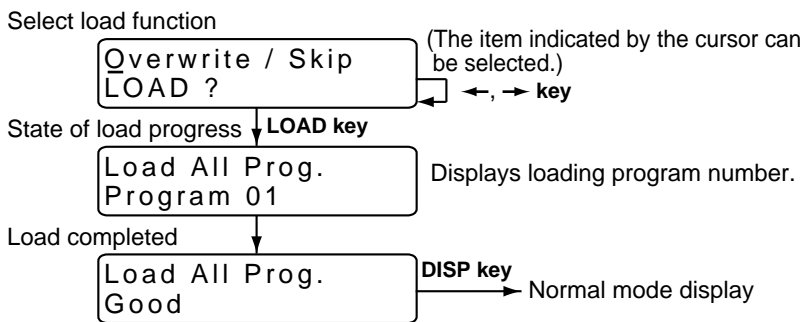 Select load function
Overwrite / Skip
LOAD ?
(The item indicated by the cursor can
be selected.)
←, → key
State of load progress
LOAD key
Load All Prog.
Program 01
Displays loading program number.
Load completed
Load All Prog.
Good
DISP key
Normal mode display